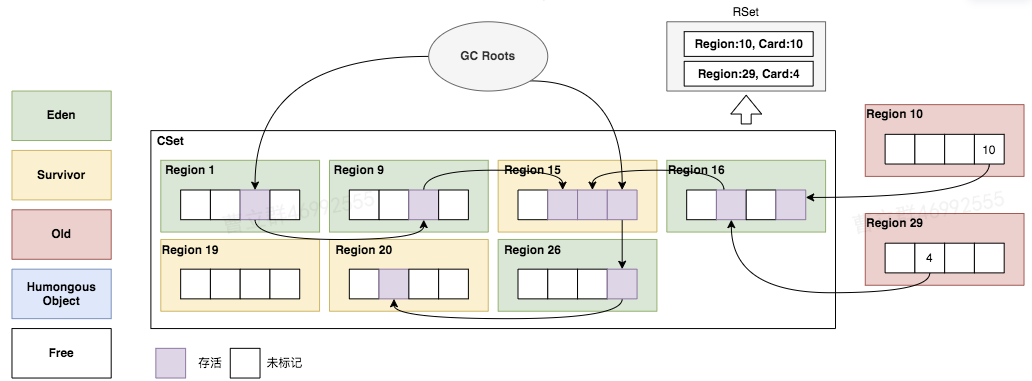 RSet
Region:10, Card:10
Region:29, Card:4
GC Roots
Eden
Survivor
Old
Humongous
Object
Free
CSet
Region 1
Region 9
Region 15
Region 16
Region 10
10
Region 19
Region 20
Region 26
Region 29
4
存活
未标记
46992555
46992555